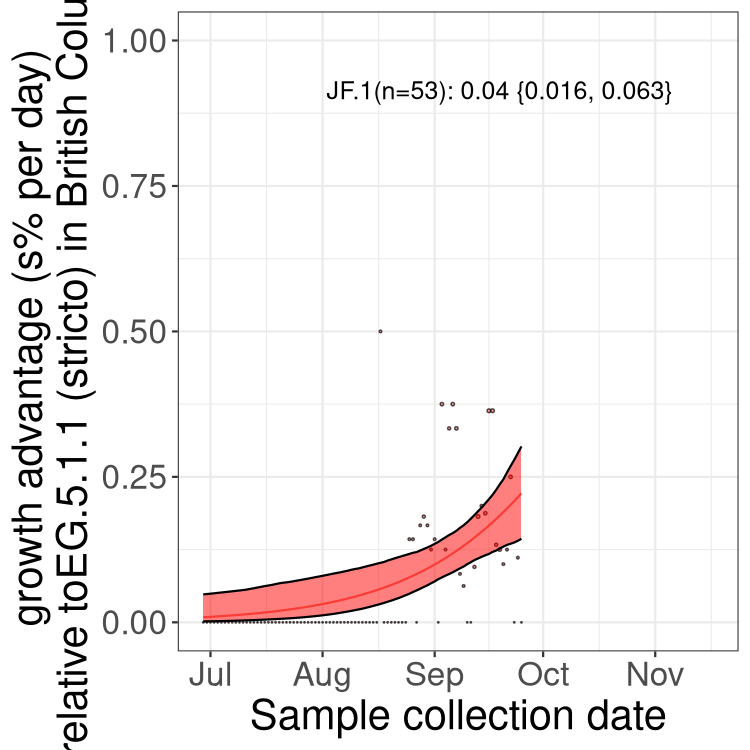 growth advantage (s% per day)
relative toEG.5.1.1 (stricto) in British Colu
1.00
0.75
0.50
0.25
0.00
JF.1(n=53): 0.04 {0.016, 0.063}
Jul Aug Sep Oct Nov
Sample collection date